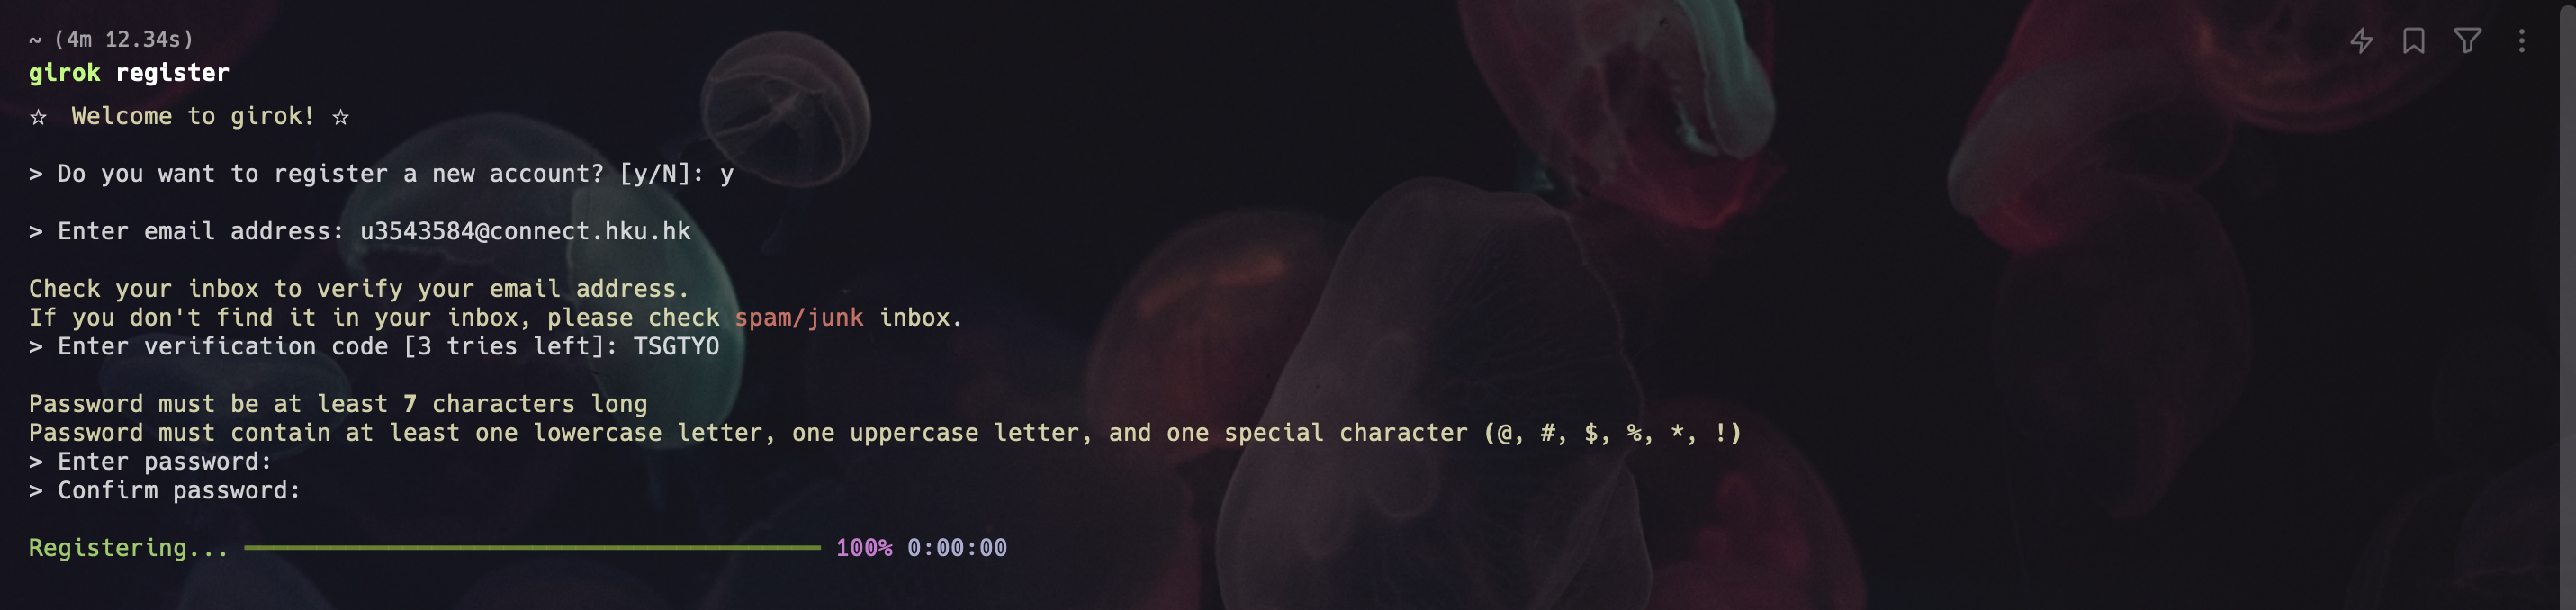 ~ (4m 12.34s)
girok register
☆ Welcome to girok! ☆
> Do you want to register a new account? [y/N]: y
> Enter email address: u3543584@connect.hku.hk
Check your inbox to verify your email address.
If you don't find it in your inbox, please check spam/junk inbox.
> Enter verification code [3 tries left]: TSGTYO
Password must be at least 7 characters long
Password must contain at least one lowercase letter, one uppercase letter, and one special character (@, #, $, %, *, !)
> Enter password:
> Confirm password:
Registering... 100% 0:00:00